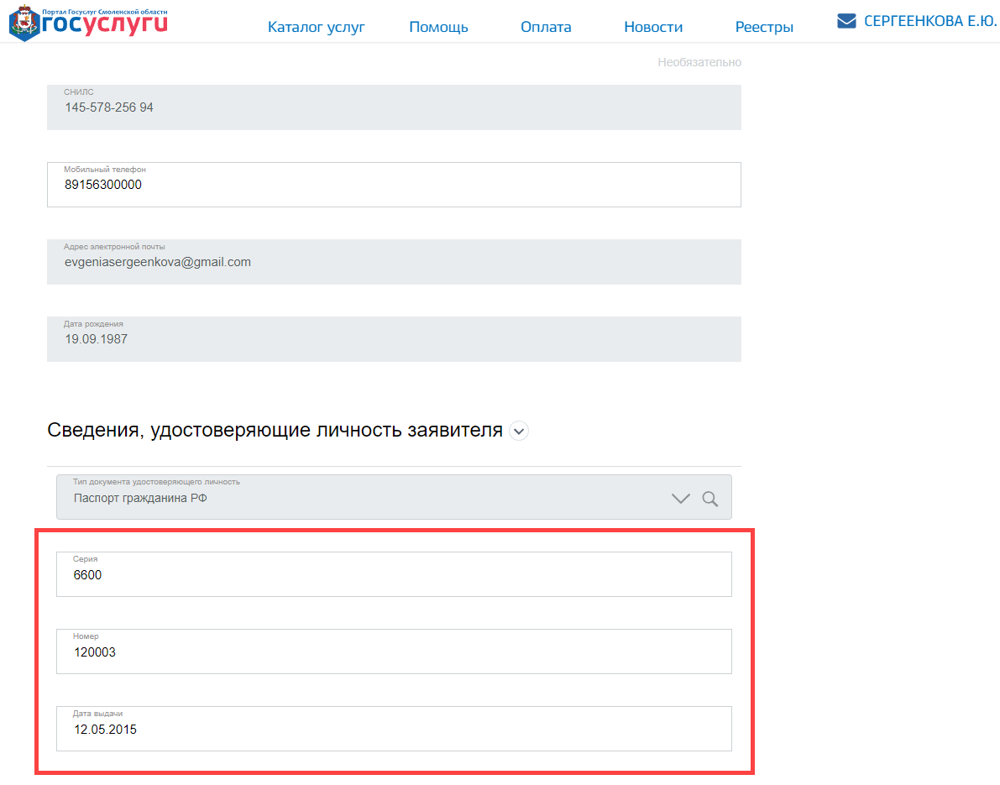 Портал Госуслуг Смоленской области
госуслуги
Каталог услуг
Помощь
Оплата
Новости
Реестры
СЕРГЕЕНКОВА Е.Ю.
Необязательно
СНИЛС
145-578-256 94
Мобильный телефон
89156300000
Адрес электронной почты
evgeniasergeenkova@gmail.com
Дата рождения
19.09.1987
Сведения, удостоверяющие личность заявителя
Тип документа удостоверяющего личность
Паспорт гражданина РФ
Серия
6600
Номер
120003
Дата выдачи
12.05.2015